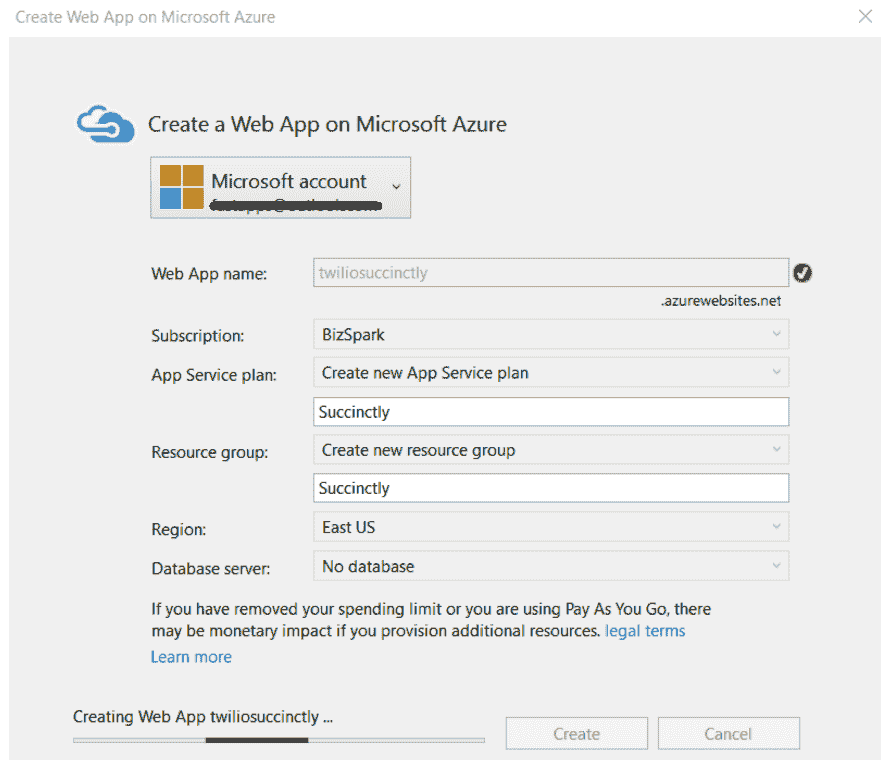 Create Web App on Microsoft Azure
Create a Web App on Microsoft Azure
Microsoft account
Web App name:
twiliosuccinctly
.azurewebsites.net
Subscription:
BizSpark
App Service plan:
Create new App Service plan
Succinctly
Resource group:
Create new resource group
Succinctly
Region:
East US
Database server:
No database
If you have removed your spending limit or you are using Pay As You Go, there
may be monetary impact if you provision additional resources. legal terms
Learn more
Creating Web App twiliosuccinctly ...
Create
Cancel